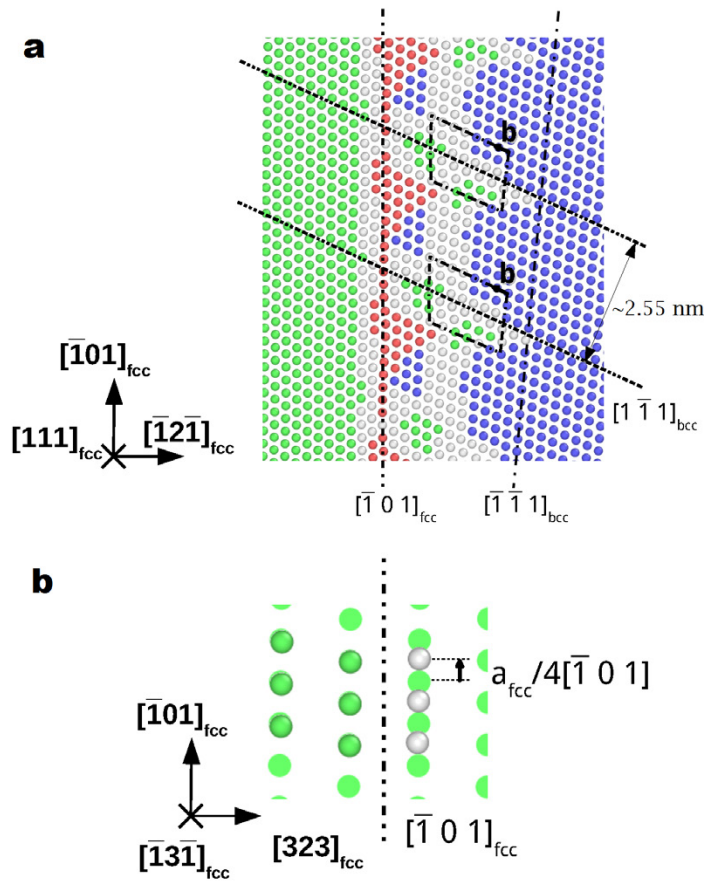 a
b
b
~2.55 nm
[1̅01]fcc
[111]fcc
[1̅21̅]fcc
[1 1̅ 1]bcc
[1̅ 0 1]fcc
[1̅ 1̅ 1]bcc
b
afcc/4[1̅ 0 1]
[1̅01]fcc
[1̅31̅]fcc
[323]fcc
[1̅ 0 1]fcc